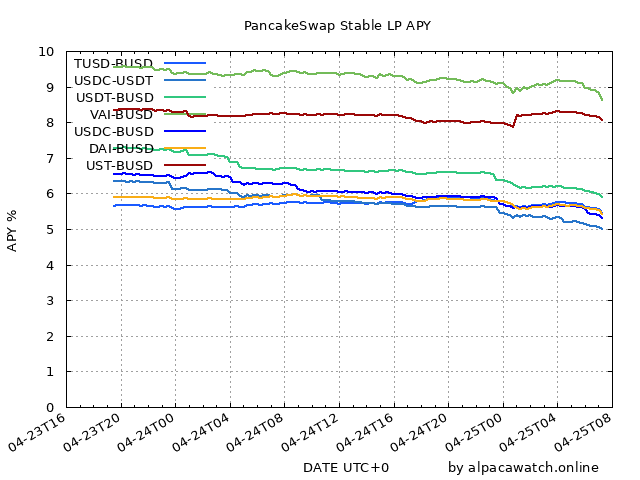 PancakeSwap Stable LP APY
10
9
8
7
6
5
4
3
2
1
0
APY %
TUSD-BUSD
USDC-USDT
USDT-BUSD
VAI-BUSD
USDC-BUSD
DAI-BUSD
UST-BUSD
04-23T16
04-23T20
04-24T00
04-24T04
04-24T08
04-24T12
04-24T16
04-24T20
04-25T00
04-25T04
04-25T08
DATE UTC+0
by alpacawatch.online